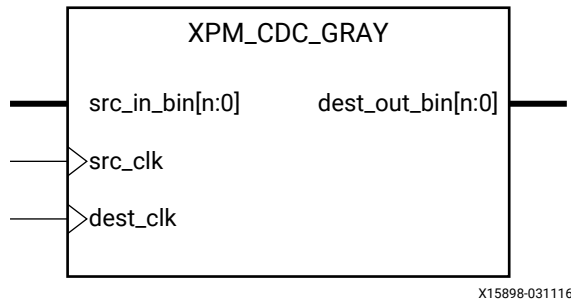 XPM_CDC_GRAY
src_in_bin[n:0] dest_out_bin[n:0]
src_clk
dest_clk
X15898-031116